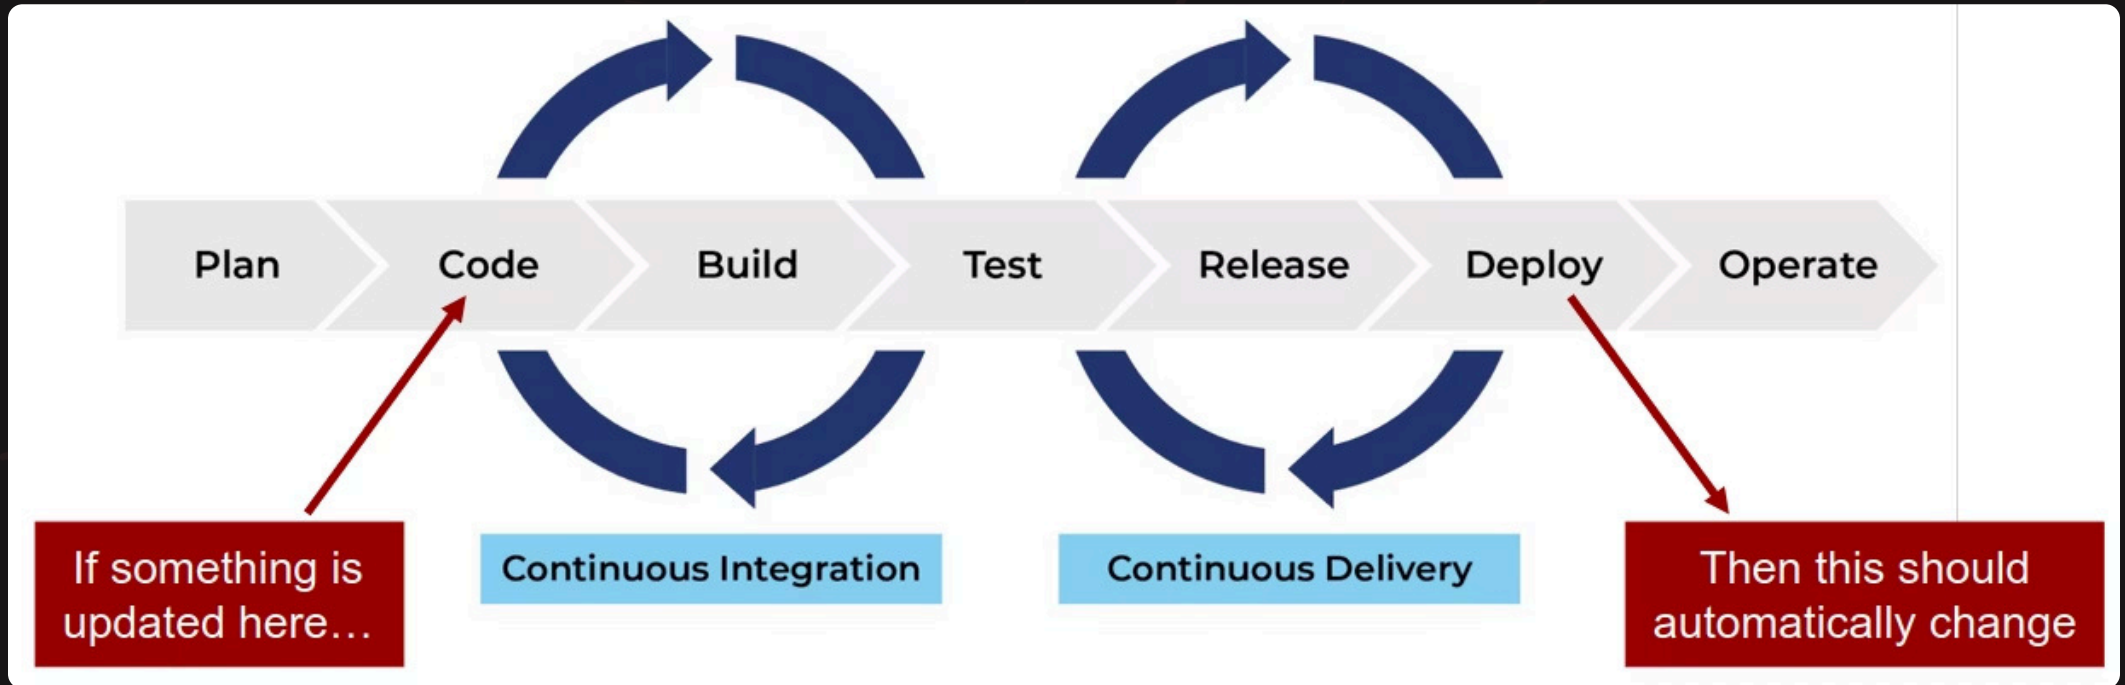 Plan
Code
Build
Test
Release
Deploy
Operate
If something is
updated here…
Continuous Integration
Continuous Delivery
Then this should
automatically change